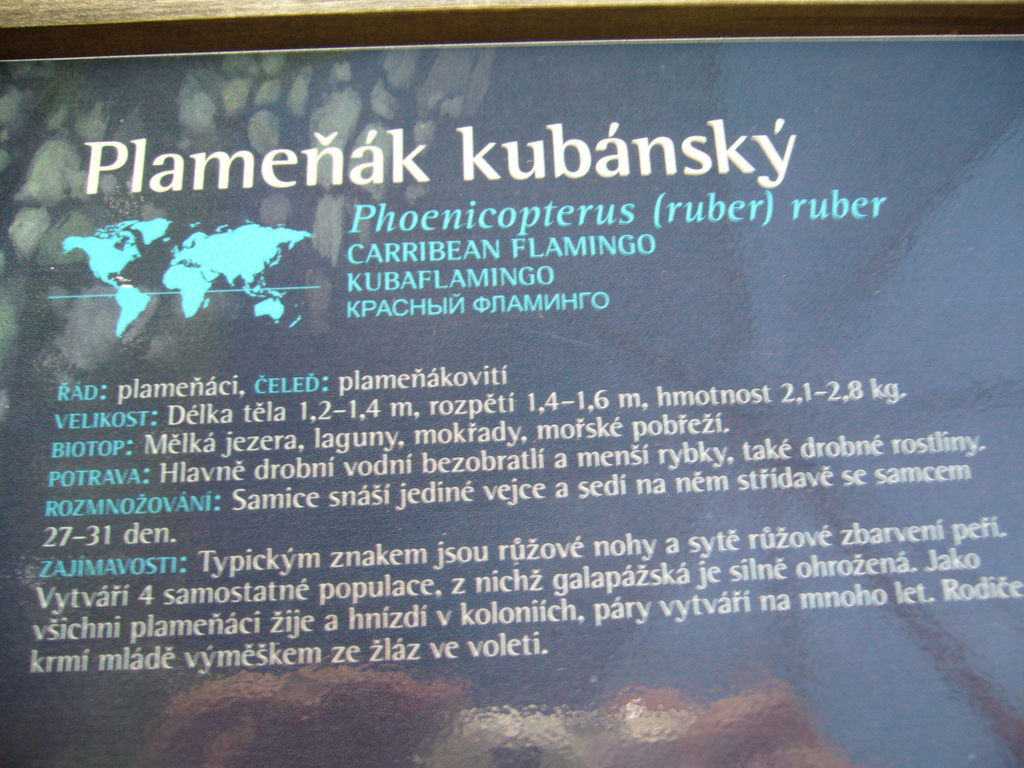 Plameňák kubánský
Phoenicopterus (ruber) ruber
CARRIBEAN FLAMINGO
KUBAFLAMINGO
КРАСНЫЙ ФЛАМИНГО
ŘÁD: plameňáci, ČELEĎ: plameňákovití
VELIKOST: Délka těla 1,2–1,4 m, rozpětí 1,4–1,6 m, hmotnost 2,1–2,8 kg.
BIOTOP: Mělká jezera, laguny, mokřady, mořské pobřeží.
POTRAVA: Hlavně drobní vodní bezobratlí a menší rybky, také drobné rostliny.
ROZMNOŽOVÁNÍ: Samice snáší jediné vejce a sedí na něm střídavě se samcem
27–31 den.
ZAJÍMAVOSTI: Typickým znakem jsou růžové nohy a sytě růžové zbarvení peří.
Vytváří 4 samostatné populace, z nichž galapážská je silně ohrožená. Jako
všichni plameňáci žije a hnízdí v koloniích, páry vytváří na mnoho let. Rodiče
krmí mládě výměškem ze žláz ve voleti.